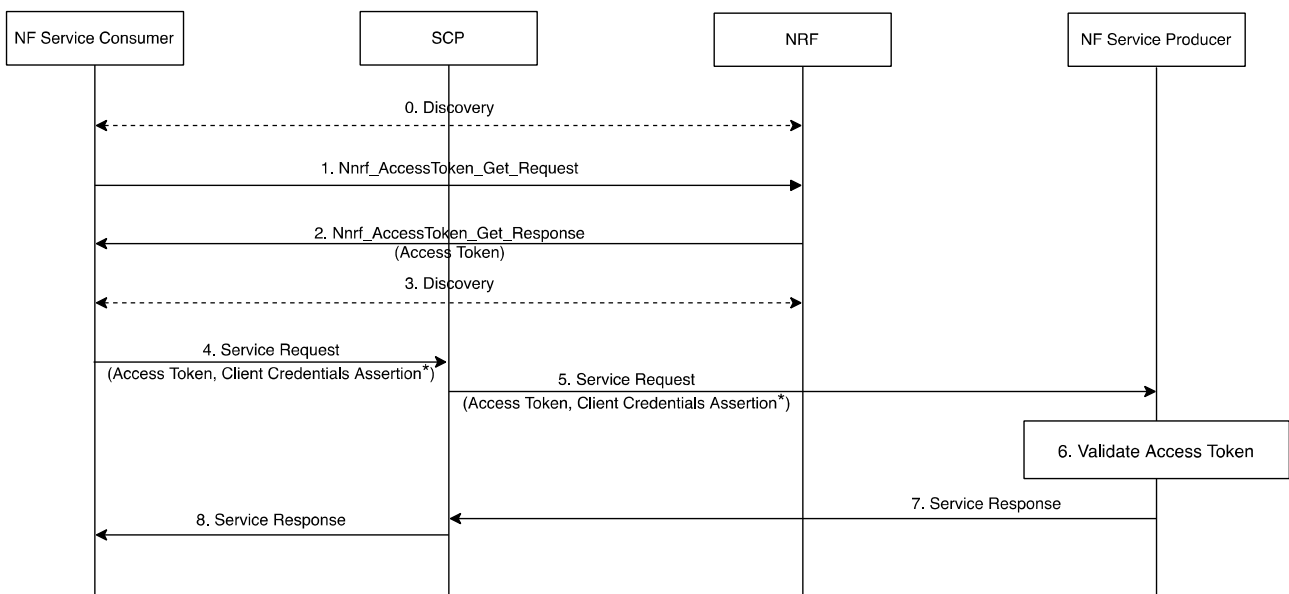 NF Service Consumer
SCP
NRF
NF Service Producer
0. Discovery
1. Nnrf_AccessToken_Get_Request
2. Nnrf_AccessToken_Get_Response
(Access Token)
3. Discovery
4. Service Request
(Access Token, Client Credentials Assertion*)
5. Service Request
(Access Token, Client Credentials Assertion*)
6. Validate Access Token
7. Service Response
8. Service Response